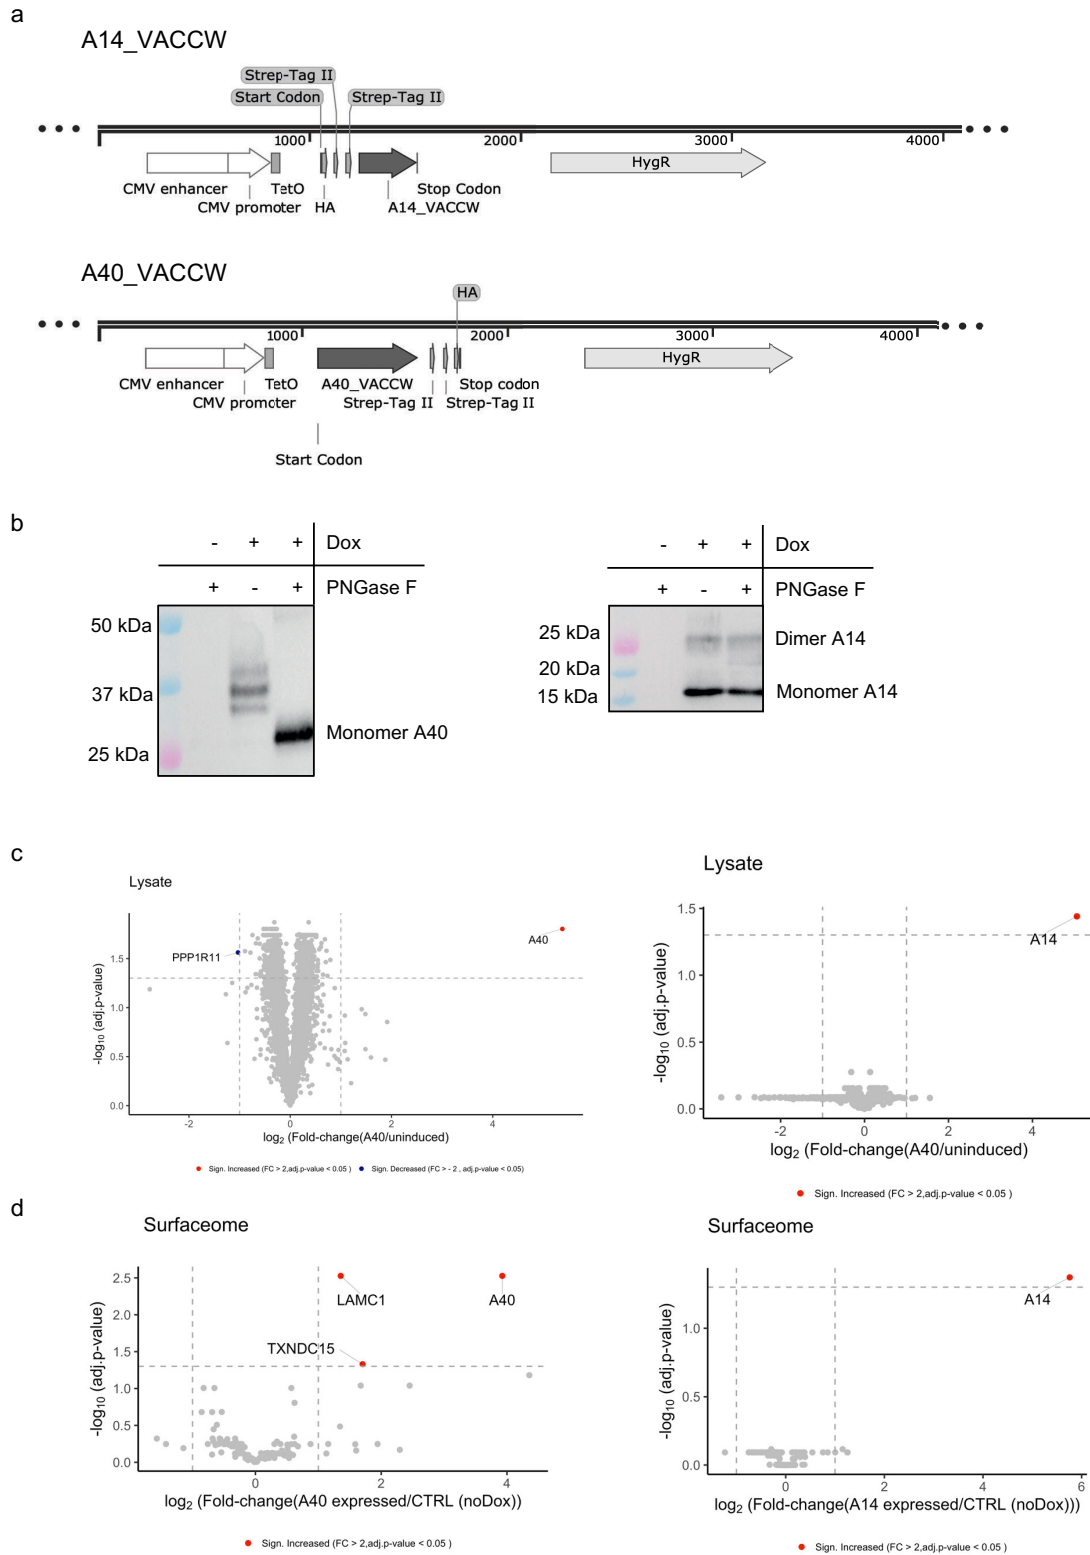 a
A14_VACCW
Strep-Tag II
Start Codon
Strep-Tag II
1000
2000
3000
4000
HygR
CMV enhancer
TetO
Stop Codon
CMV promoter
HA
A14_VACCW
A40_VACCW
HA
1000
2000
3000
4000
HygR
CMV enhancer
TetO
A40_VACCW
Stop codon
CMV promoter
Strep-Tag II
Strep-Tag II
Start Codon
b
- + + Dox
+ - + PNGase F
50 kDa
37 kDa
25 kDa
Monomer A40
- + + Dox
+ - + PNGase F
25 kDa
20 kDa
15 kDa
Dimer A14
Monomer A14
c
Lysate
-log10 (adj.p-value)
1.5
1.0
0.5
0.0
PPP1R11
A40
-2 0 2 4
log2 (Fold-change(A40/uninduced)
Sign. Increased (FC > 2,adj.p-value < 0.05 )
Sign. Decreased (FC > - 2 , adj.p-value < 0.05)
Lysate
-log10 (adj.p-value)
1.5
1.0
0.5
0.0
A14
-2 0 2 4
log2 (Fold-change(A40/uninduced)
Sign. Increased (FC > 2,adj.p-value < 0.05 )
d
Surfaceome
-log10 (adj.p-value)
2.5
2.0
1.5
1.0
0.5
0.0
LAMC1
A40
TXNDC15
0 2 4
log2 (Fold-change(A40 expressed/CTRL (noDox))
Sign. Increased (FC > 2,adj.p-value < 0.05 )
Surfaceome
-log10 (adj.p-value)
1.0
0.5
0.0
A14
0 2 4 6
log2 (Fold-change(A14 expressed/CTRL (noDox)))
Sign. Increased (FC > 2,adj.p-value < 0.05 )